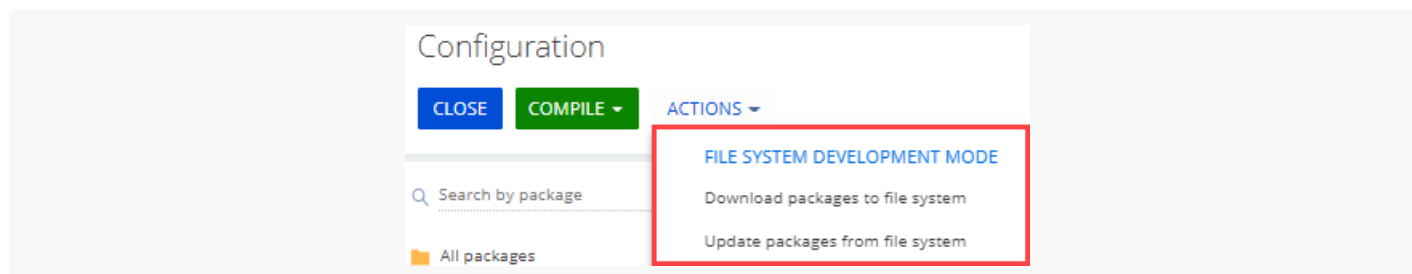 Configuration
CLOSE COMPILE ACTIONS
FILE SYSTEM DEVELOPMENT MODE
Search by package
Download packages to file system
Update packages from file system
All packages